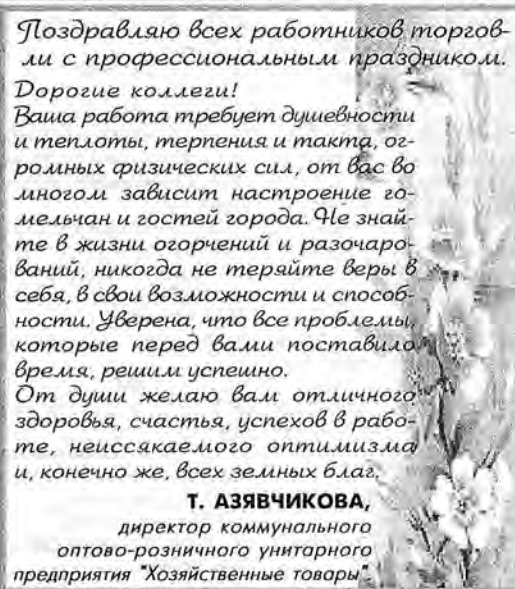 Поздравляю всех работников торгов-
ли с профессиональным праздником.
Дорогие коллеги!
Ваша работа требует душевности
и теплоты, терпения и такта, ог-
ромных физических сил, от вас во
многом зависит настроение го-
мельчан и гостей города. Не знай-
те в жизни огорчений и разочаро-
ваний, никогда не теряйте веры в
себя, в свои возможности и способ-
ности. Уверена, что все проблемы,
которые перед вами поставило
время, решим успешно.
От души желаю вам отличного
здоровья, счастья, успехов в рабо-
те, неиссякаемого оптимизма
и, конечно же, всех земных благ.
Т. АЗЯВЧИКОВА,
директор коммунального
оптово-розничного унитарного
предприятия "Хозяйственные товары".